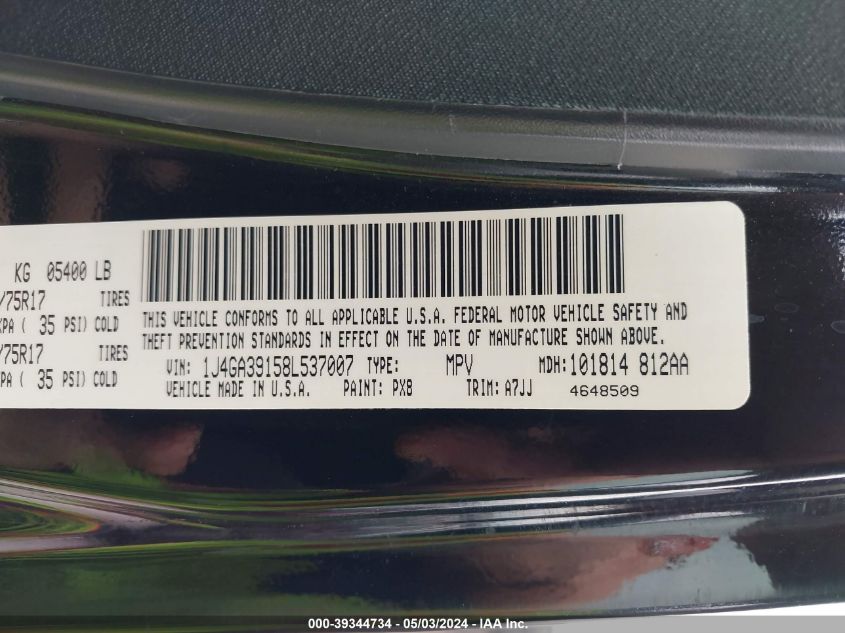 KG 05400 LB
/75R17 TIRES
KPA ( 35 PSI) COLD
/75R17 TIRES
KPA ( 35 PSI) COLD
THIS VEHICLE CONFORMS TO ALL APPLICABLE U.S.A. FEDERAL MOTOR VEHICLE SAFETY AND
THEFT PREVENTION STANDARDS IN EFFECT ON THE DATE OF MANUFACTURE SHOWN ABOVE.
VIN: 1J4GA39158L537007 TYPE: MPV MDH: 101814 812AA
VEHICLE MADE IN U.S.A. PAINT: PX8 TRIM: A7JJ 4648509
000-39344734 - 05/03/2024 - IAA Inc.